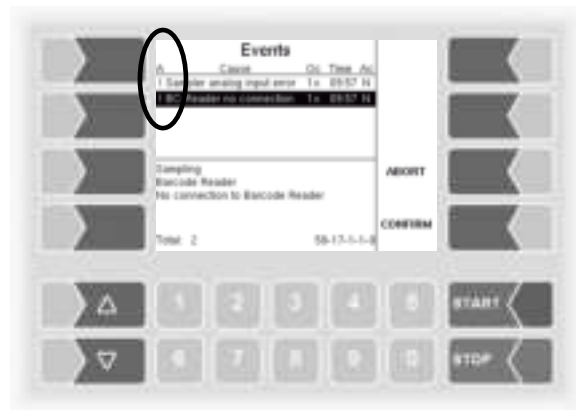 Events
A Cause Oc. Time Ac.
! Sampler analog input error 1x 09:57 N
! BC-Reader no connection 1x 09:57 N
Sampling
Barcode Reader
No connection to Barcode Reader
Total: 2
ABORT
CONFIRM
1 2 3 4 5 START
6 7 8 9 0 STOP